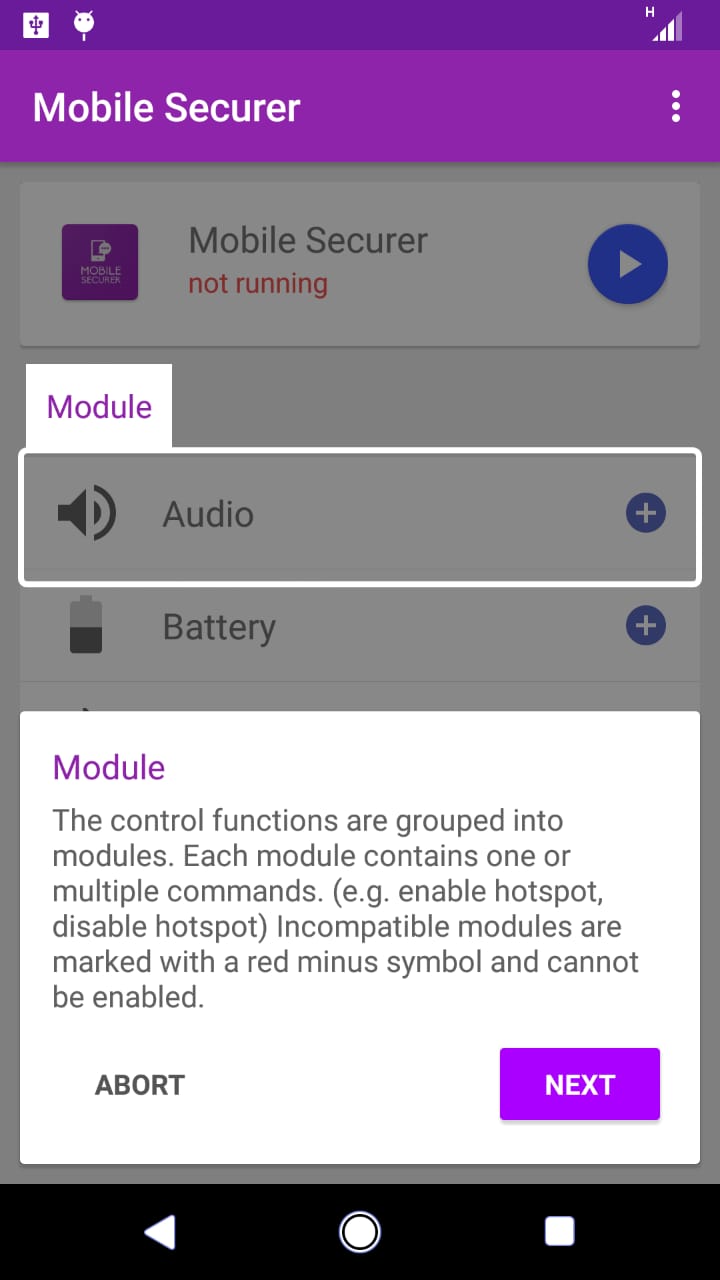 H
Mobile Securer
MOBILE
SECURER
Mobile Securer
not running
Module
Audio
Battery
Module
The control functions are grouped into
modules. Each module contains one or
multiple commands. (e.g. enable hotspot,
disable hotspot) Incompatible modules are
marked with a red minus symbol and cannot
be enabled.
ABORT
NEXT